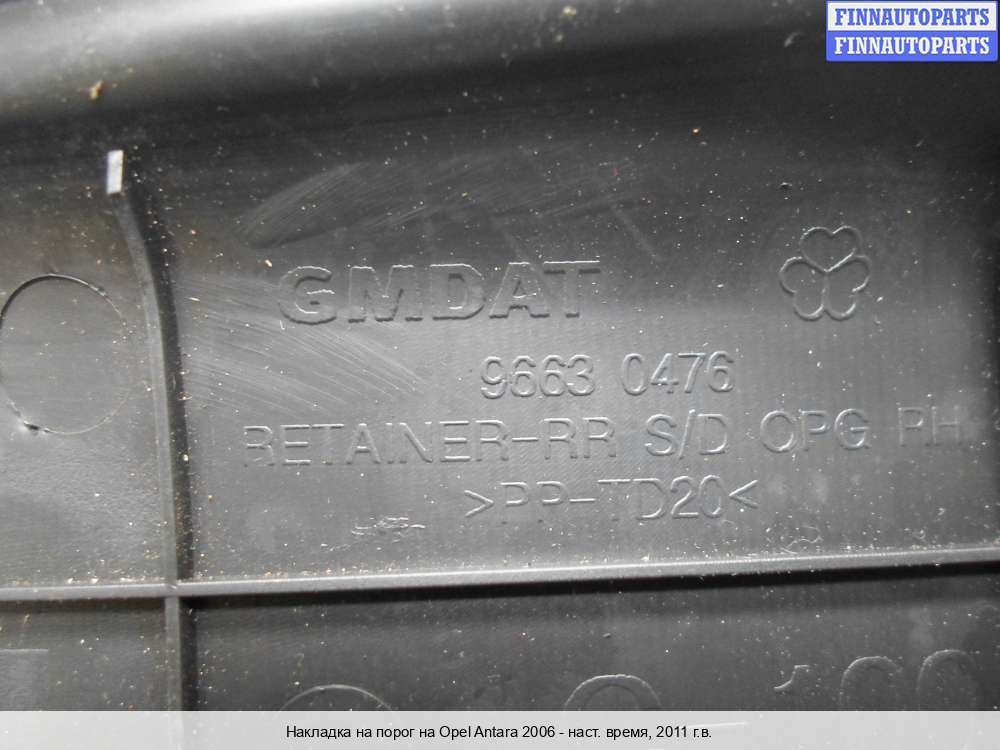 FINNAUTOPARTS
FINNAUTOPARTS
GMDAT
9663 0476
RETAINER-RR S/D OPG RH
>PP-TD20<
Накладка на порог на Opel Antara 2006 - наст. время, 2011 г.в.